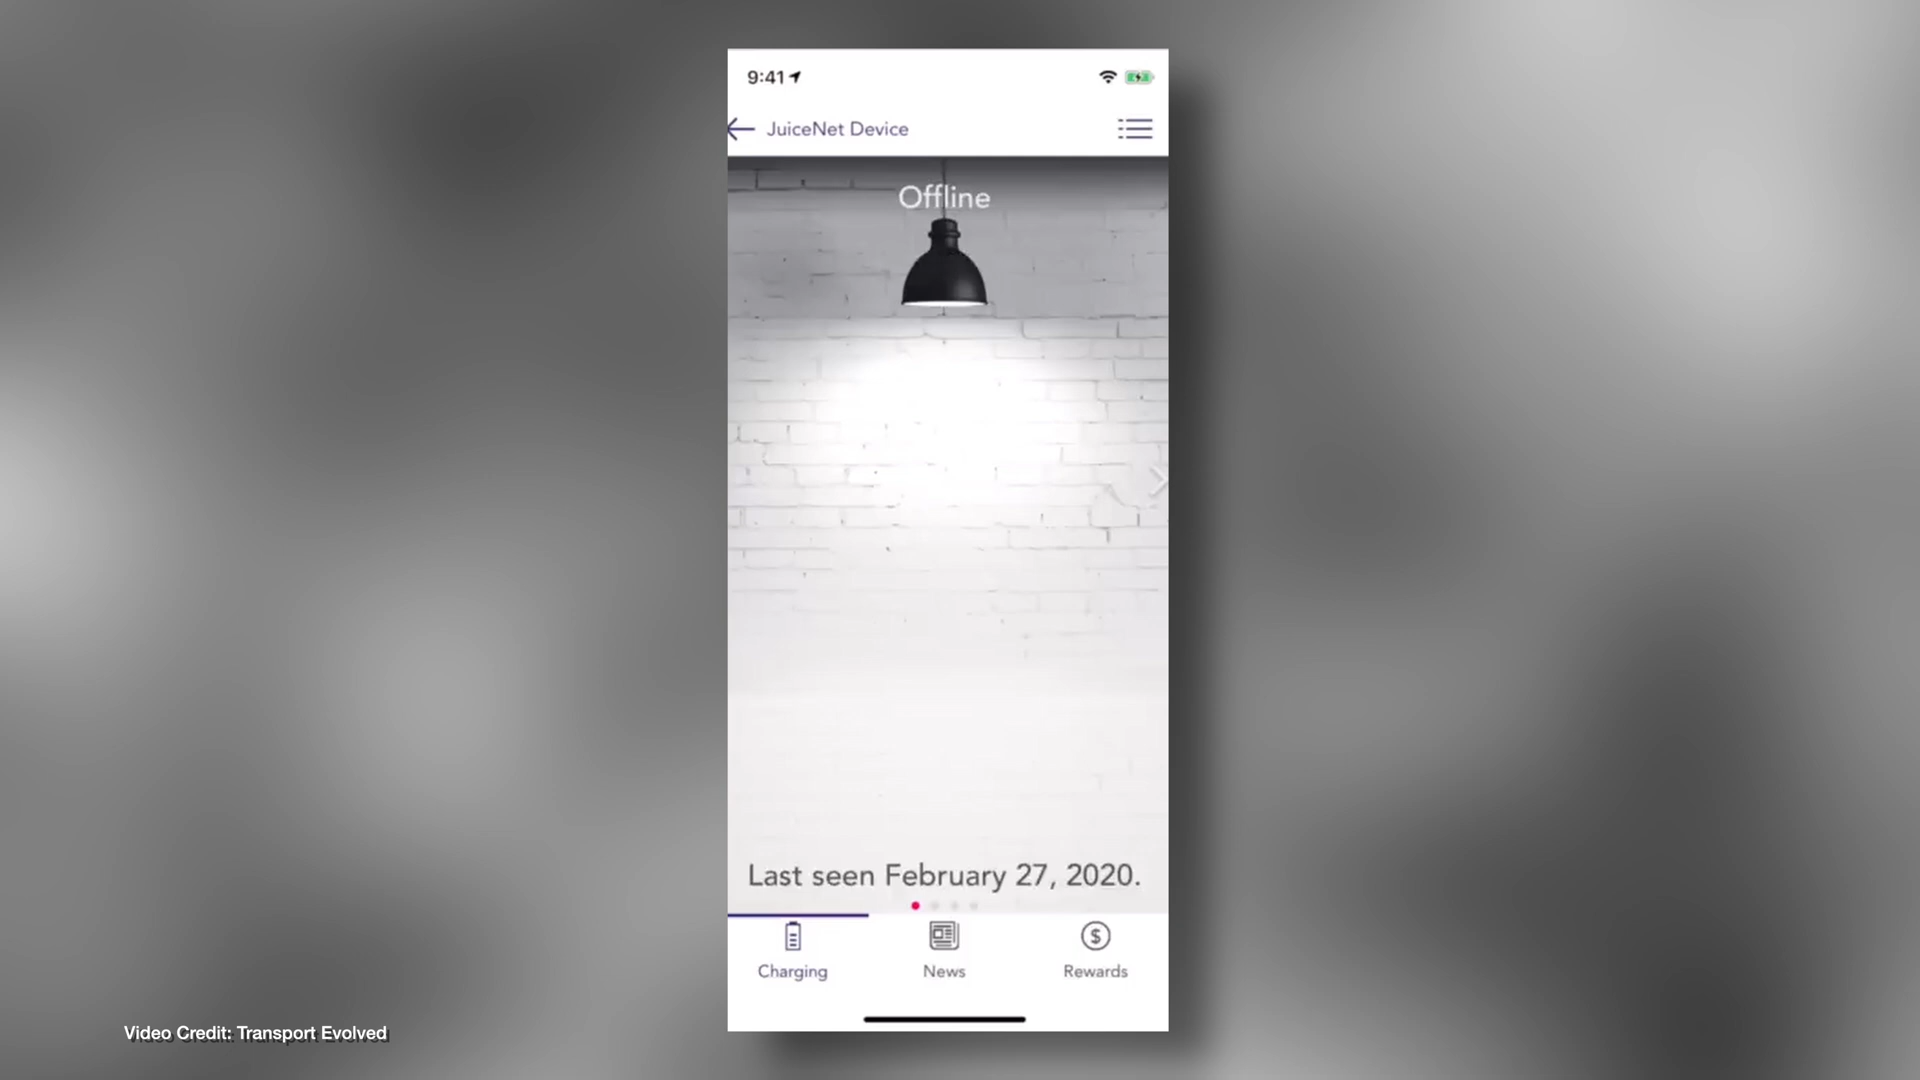 9:41
JuiceNet Device
Offline
Last seen February 27, 2020.
Charging
News
$
Rewards
Video Credit: Transport Evolved